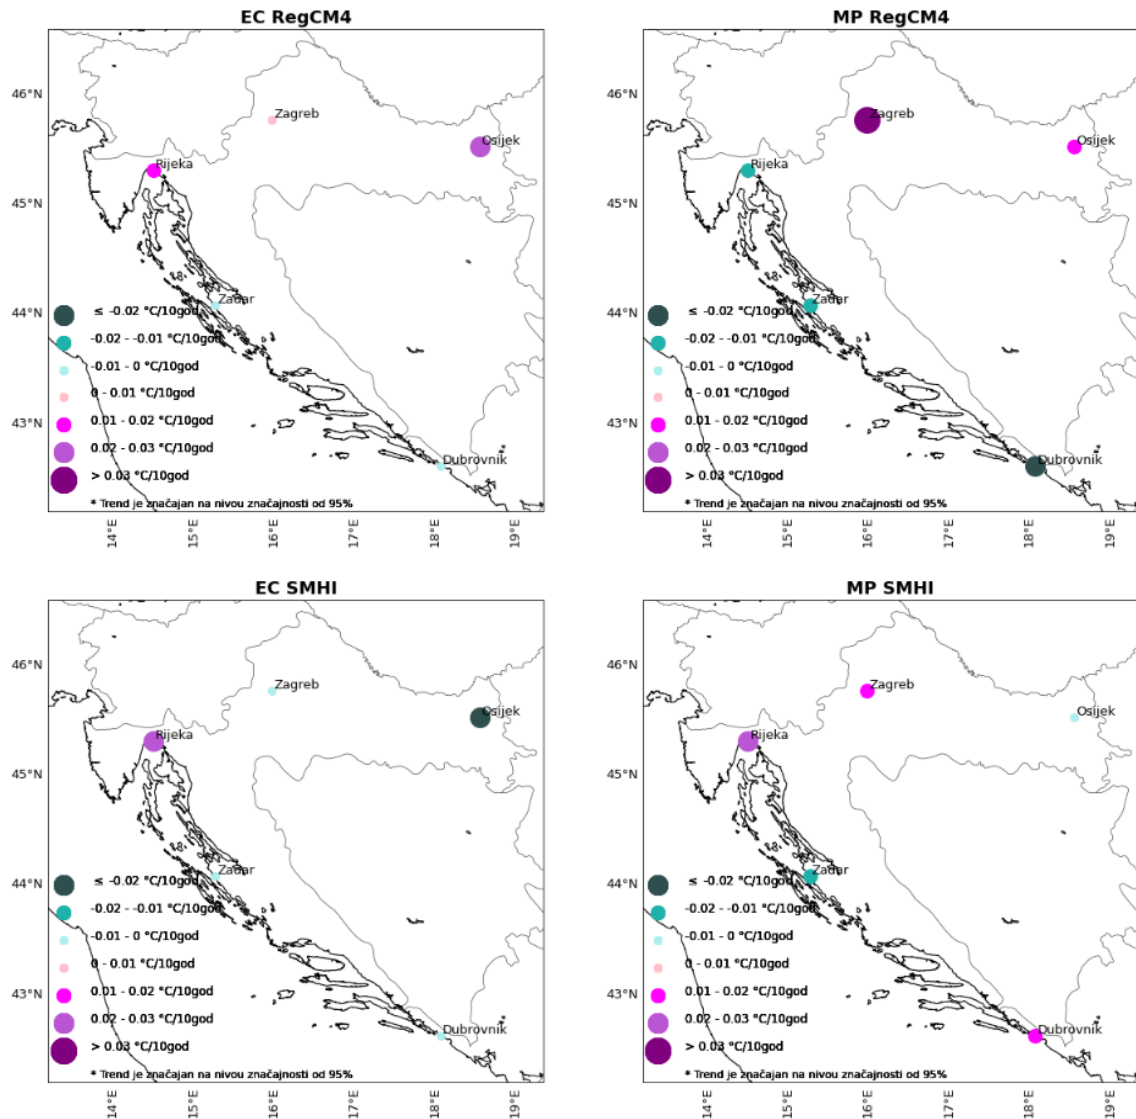 EC RegCM4
MP RegCM4
46°N
45°N
44°N
43°N
Zagreb
Osijek
Rijeka
Zadar
Dubrovnik
≤ -0.02 °C/10god
-0.02 - -0.01 °C/10god
-0.01 - 0 °C/10god
0 - 0.01 °C/10god
0.01 - 0.02 °C/10god
0.02 - 0.03 °C/10god
> 0.03 °C/10god
* Trend je značajan na nivou značajnosti od 95%
14°E
15°E
16°E
17°E
18°E
19°E
46°N
45°N
44°N
43°N
Zagreb
Osijek
Rijeka
Zadar
Dubrovnik
≤ -0.02 °C/10god
-0.02 - -0.01 °C/10god
-0.01 - 0 °C/10god
0 - 0.01 °C/10god
0.01 - 0.02 °C/10god
0.02 - 0.03 °C/10god
> 0.03 °C/10god
* Trend je značajan na nivou značajnosti od 95%
14°E
15°E
16°E
17°E
18°E
19°E
EC SMHI
MP SMHI
46°N
45°N
44°N
43°N
Zagreb
Osijek
Rijeka
Zadar
Dubrovnik
≤ -0.02 °C/10god
-0.02 - -0.01 °C/10god
-0.01 - 0 °C/10god
0 - 0.01 °C/10god
0.01 - 0.02 °C/10god
0.02 - 0.03 °C/10god
> 0.03 °C/10god
* Trend je značajan na nivou značajnosti od 95%
14°E
15°E
16°E
17°E
18°E
19°E
46°N
45°N
44°N
43°N
Zagreb
Osijek
Rijeka
Zadar
Dubrovnik
≤ -0.02 °C/10god
-0.02 - -0.01 °C/10god
-0.01 - 0 °C/10god
0 - 0.01 °C/10god
0.01 - 0.02 °C/10god
0.02 - 0.03 °C/10god
> 0.03 °C/10god
* Trend je značajan na nivou značajnosti od 95%
14°E
15°E
16°E
17°E
18°E
19°E